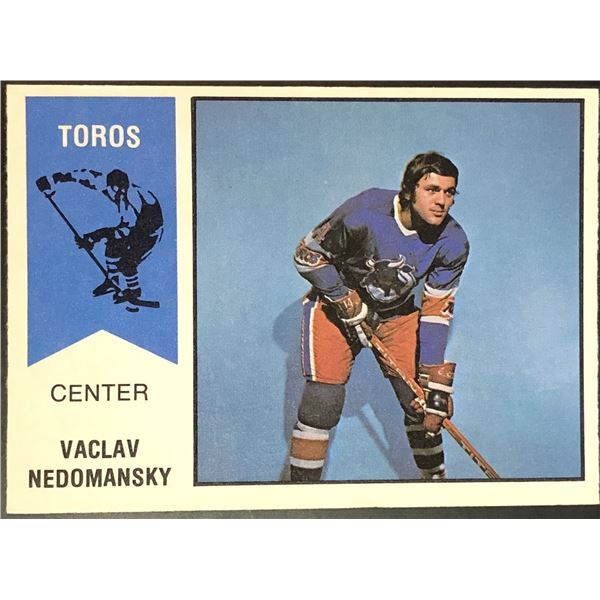 TOROS
CENTER
VACLAV
NEDOMANSKY